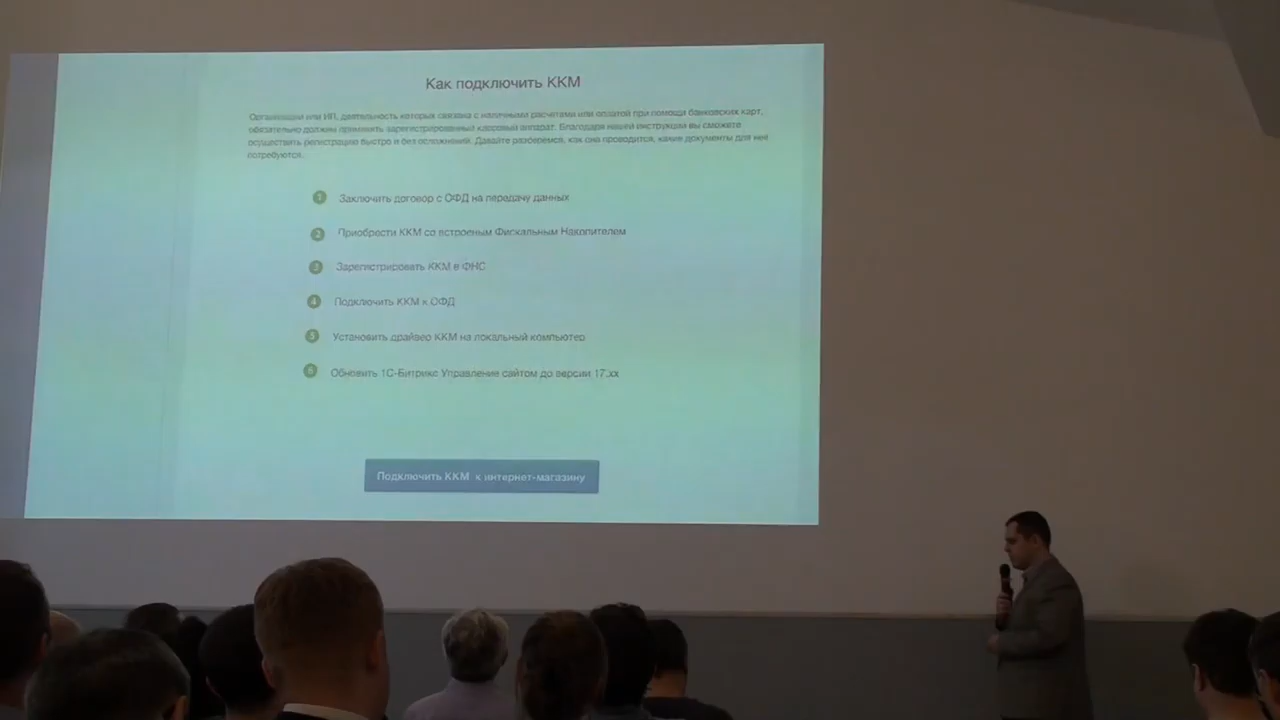 Как подключить ККМ
Организации или ИП, деятельность которых связана с наличными расчетами или оплатой при помощи банковских карт,
обязательно должны применять зарегистрированный кассовый аппарат. Благодаря нашей инструкции вы сможете
осуществить регистрацию быстро и без осложнений. Давайте разберемся, как она проводится, какие документы для неё
потребуются.
1 Заключить договор с ОФД на передачу данных
2 Приобрести ККМ со встроеным Фискальным Накопителем
3 Зарегистрировать ККМ в ФНС
4 Подключить ККМ к ОФД
5 Установить драйвер ККМ на локальный компьютер
6 Обновить 1С-Битрикс Управление сайтом до версии 17.xx
Подключить ККМ к интернет-магазину